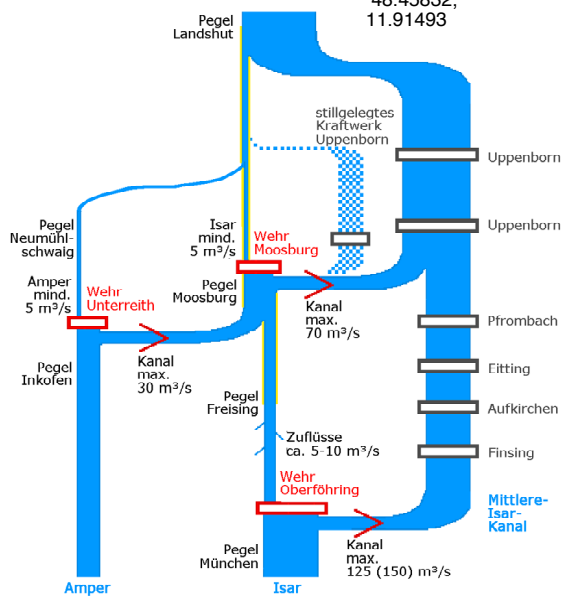 48.45832,
11.91493
Pegel
Landshut
stillgelegtes
Kraftwerk
Uppenborn
Uppenborn
Uppenborn
Pegel
Neumühl-
schwaig
Isar
mind.
5 m³/s
Wehr
Moosburg
Amper
mind.
5 m³/s
Wehr
Unterreith
Pegel
Moosburg
Kanal
max.
70 m³/s
Pfrombach
Kanal
max.
30 m³/s
Pegel
Inkofen
Eitting
Pegel
Freising
Aufkirchen
Zuflüsse
ca. 5-10 m³/s
Finsing
Wehr
Oberföhring
Mittlere-
Isar-
Kanal
Pegel
München
Kanal
max.
125 (150) m³/s
Amper
Isar